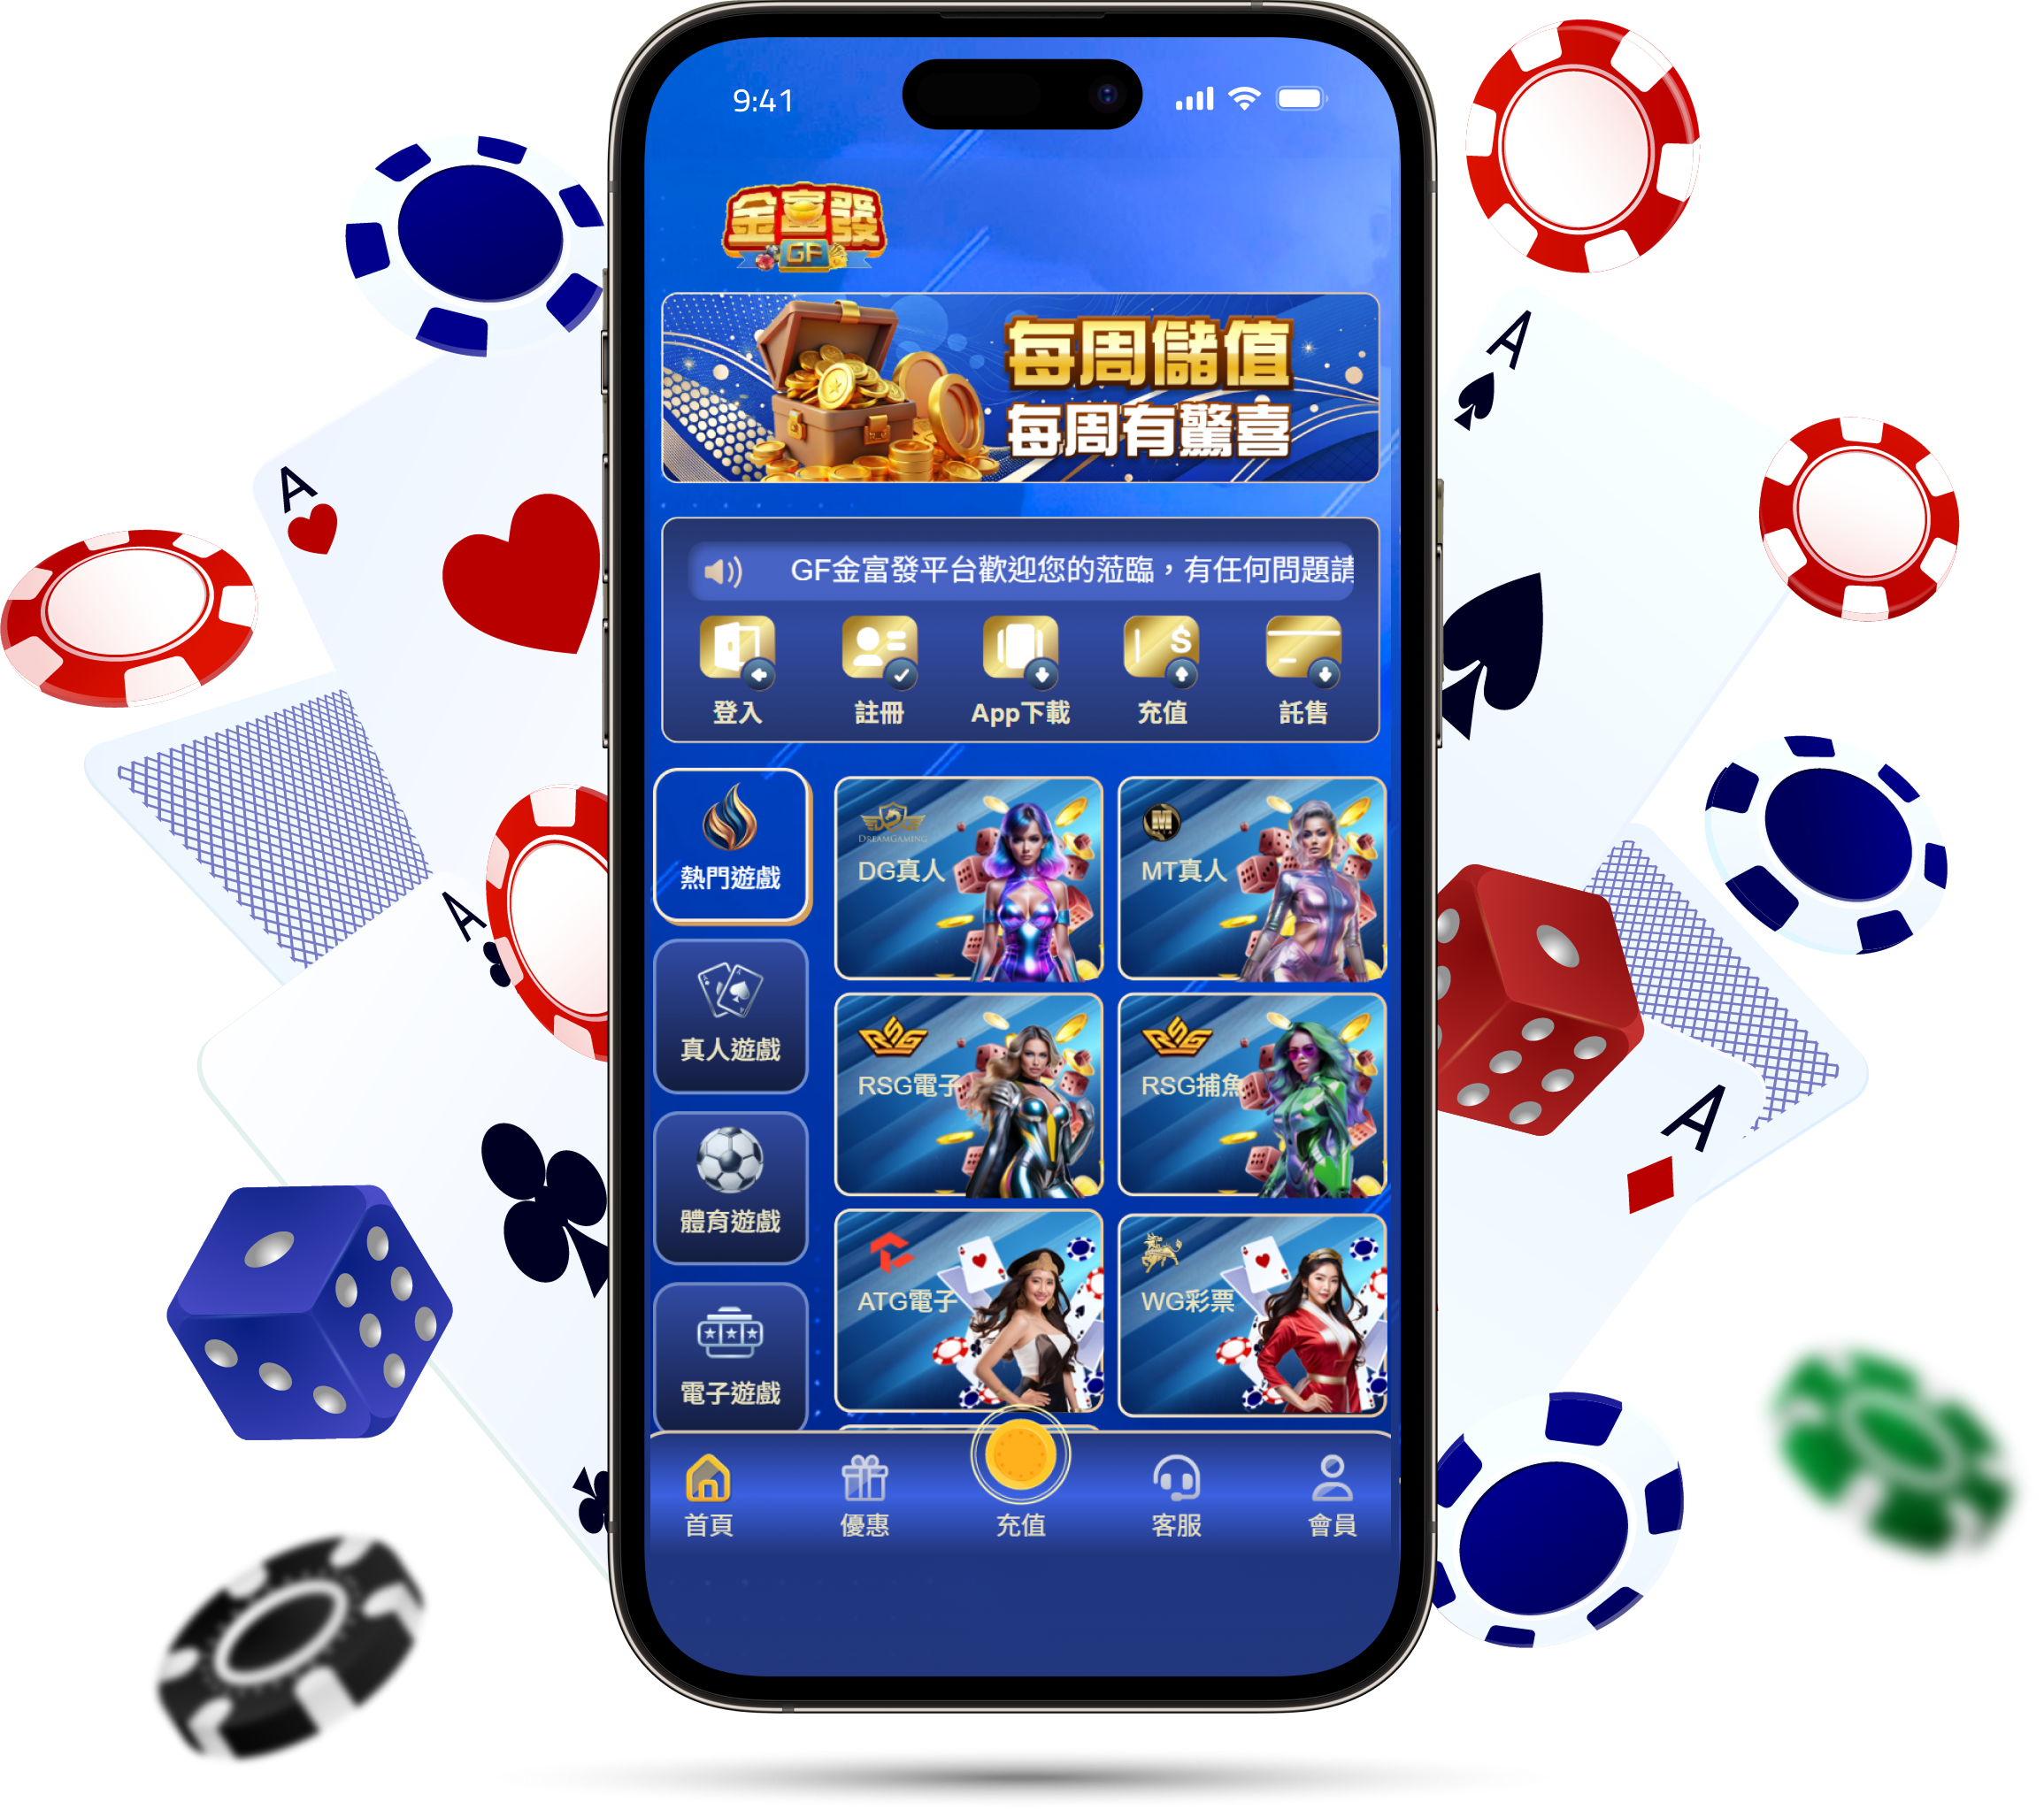 9:41
金富發
GF
每周儲值
每周有驚喜
GF金富發平台歡迎您的蒞臨，有任何問題請
登入
註冊
App下載
充值
託售
熱門遊戲
真人遊戲
體育遊戲
電子遊戲
DREAMGAMING
DG真人
M
MT真人
RSG
RSG電子
RSG
RSG捕魚
ATG電子
WG彩票
首頁
優惠
充值
客服
會員
A
A
A
A